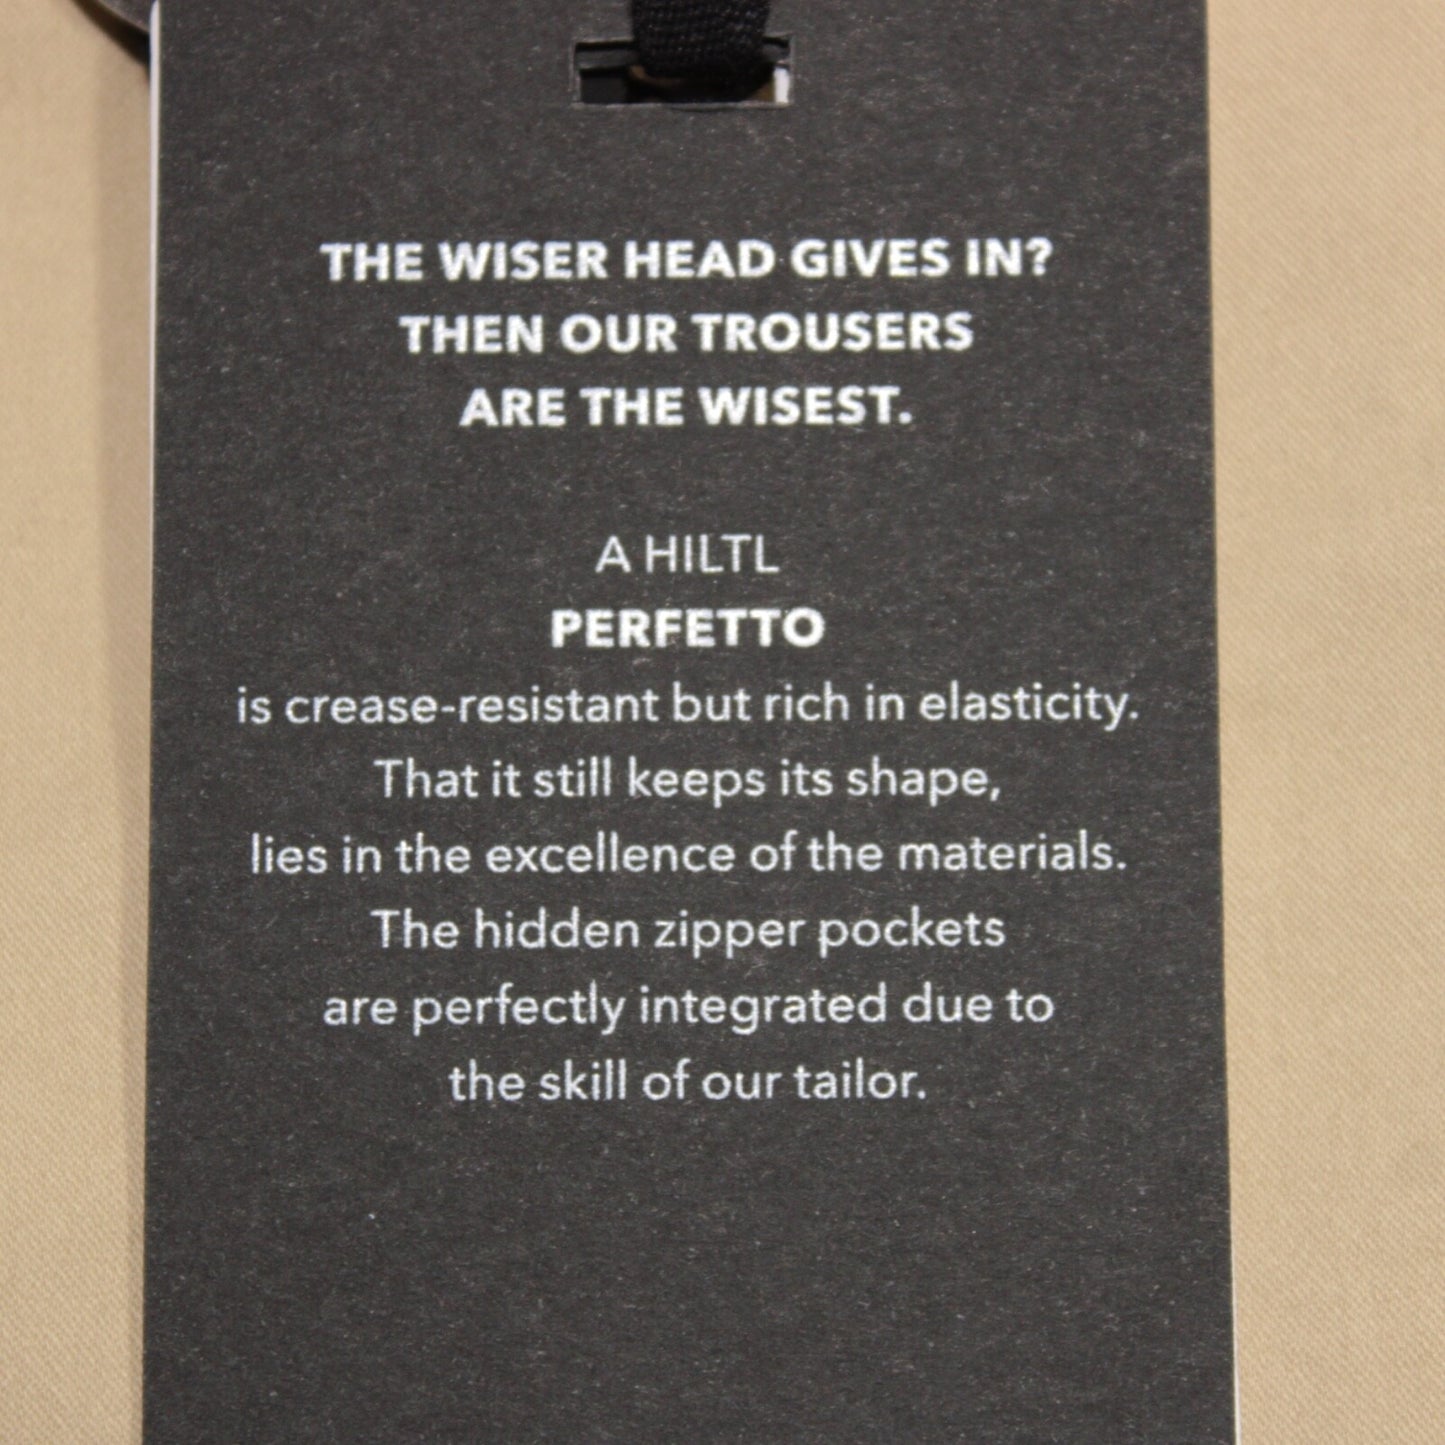 THE WISER HEAD GIVES IN?
THEN OUR TROUSERS
ARE THE WISEST.
A HILTL
PERFETTO
is crease-resistant but rich in elasticity.
That it still keeps its shape,
lies in the excellence of the materials.
The hidden zipper pockets
are perfectly integrated due to
the skill of our tailor.